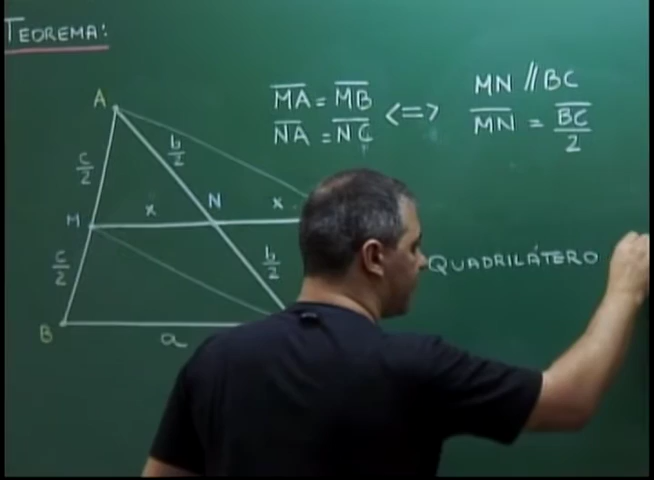 TEOREMA:
MA = MB <=> MN // BC
NA = NC MN = BC/2
A
c/2
b/2
M x N x
c/2
b/2
QUADRILÁTERO
B a